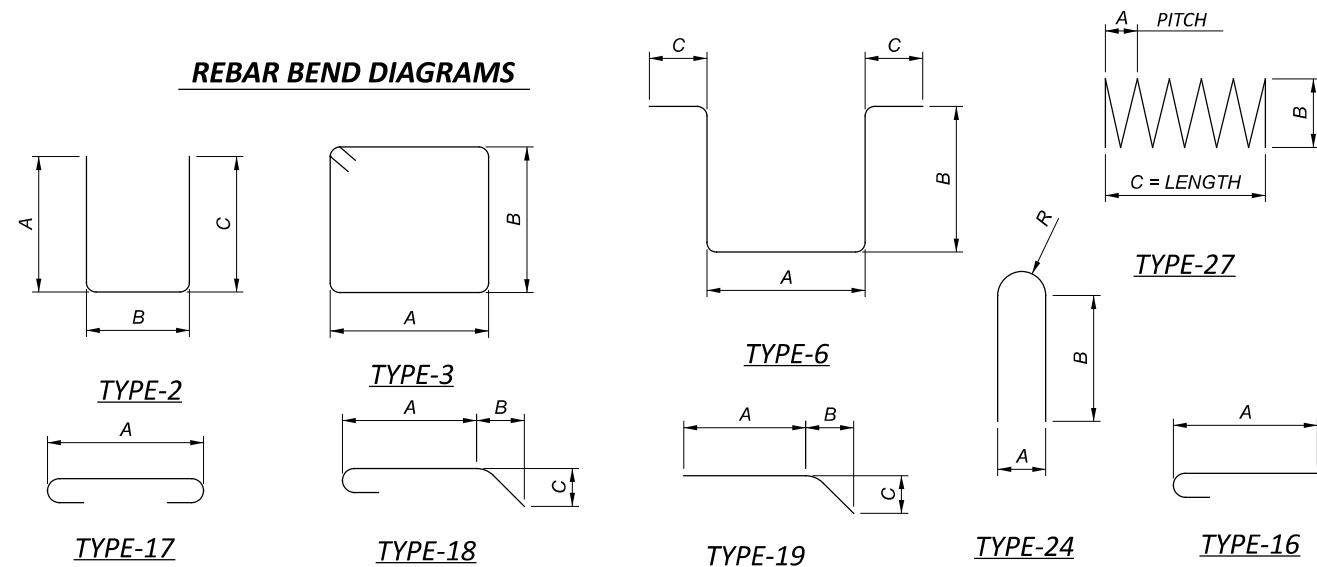 REBAR BEND DIAGRAMS
A
C
B
TYPE-2
B
A
TYPE-3
C
C
B
A
TYPE-6
A
PITCH
B
C = LENGTH
TYPE-27
R
B
A
TYPE-24
A
TYPE-17
A
B
C
TYPE-18
A
B
C
TYPE-19
A
TYPE-16